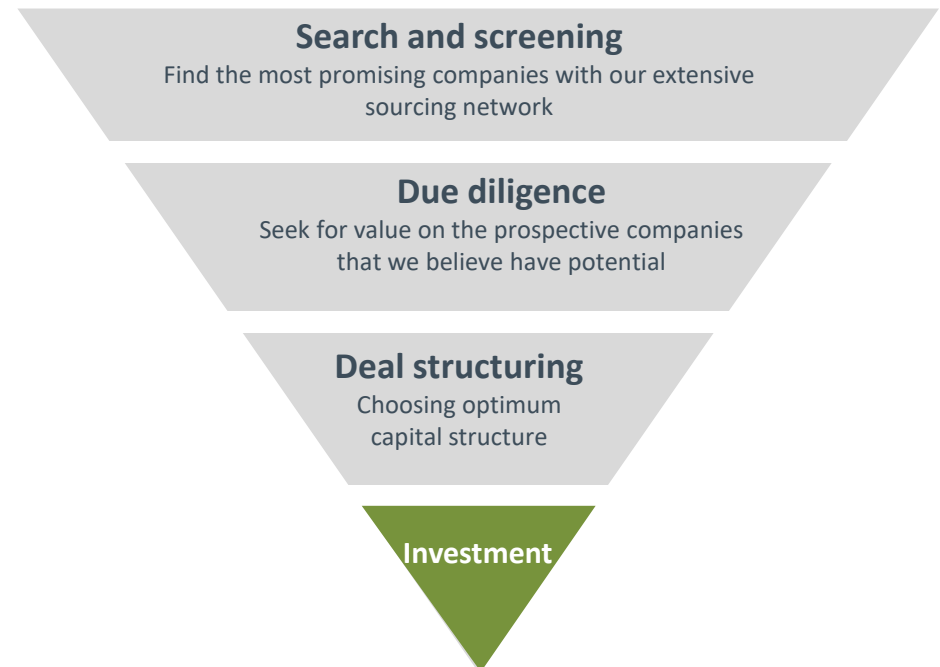 Search and screening
Find the most promising companies with our extensive
sourcing network
Due diligence
Seek for value on the prospective companies
that we believe have potential
Deal structuring
Choosing optimum
capital structure
Investment